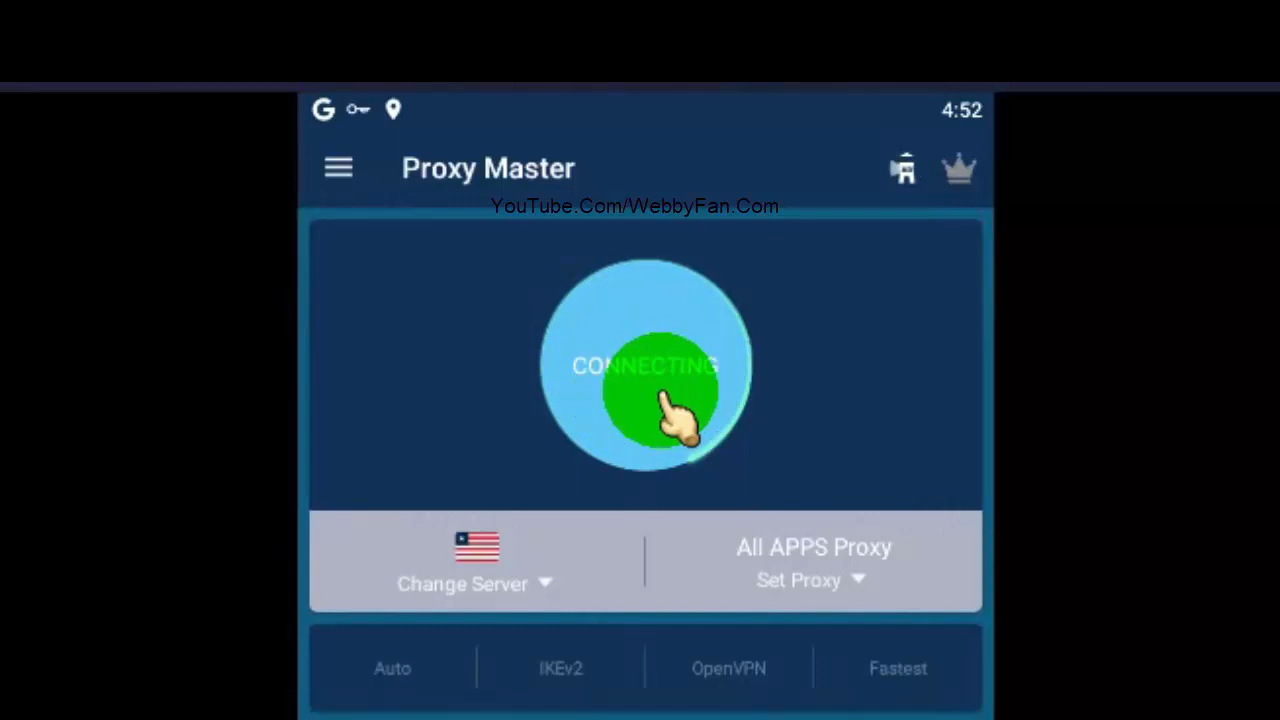 4:52
Proxy Master
YouTube.Com/WebbyFan.Com
CONNECTING
All APPS Proxy
Change Server
Set Proxy
Auto
IKEv2
OpenVPN
Fastest